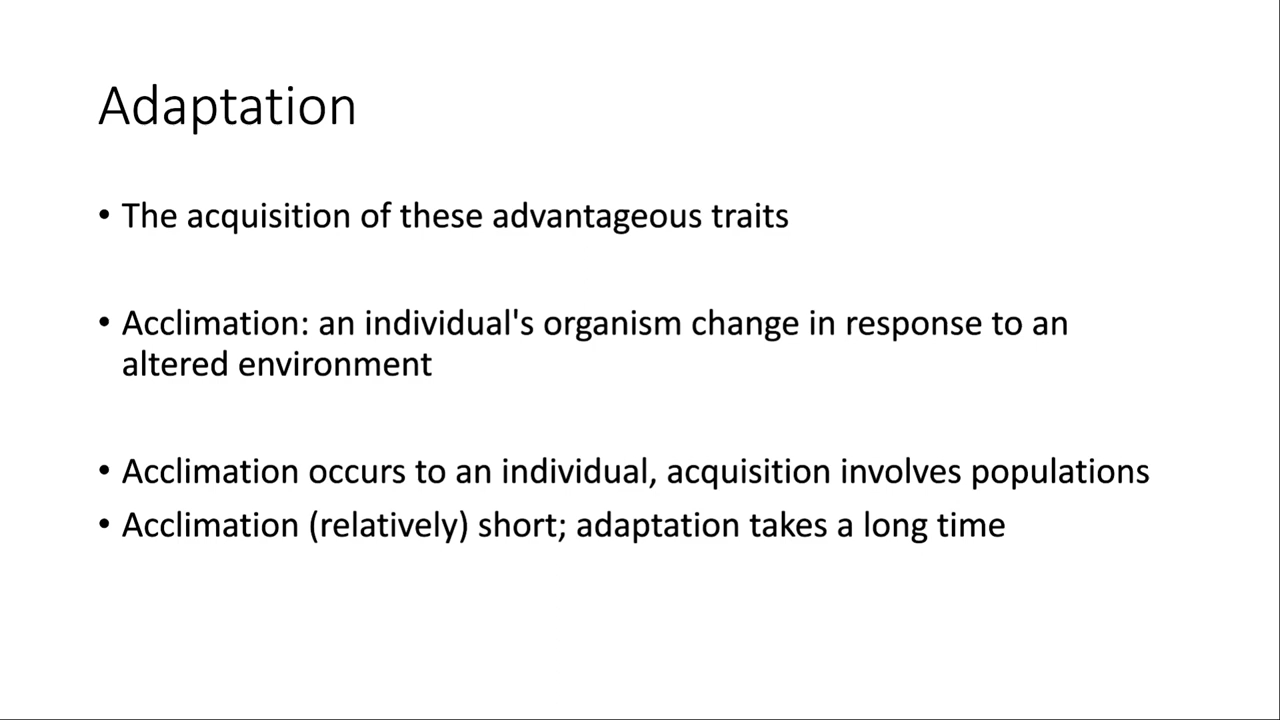 Adaptation
• The acquisition of these advantageous traits
• Acclimation: an individual's organism change in response to an
altered environment
• Acclimation occurs to an individual, acquisition involves populations
• Acclimation (relatively) short; adaptation takes a long time